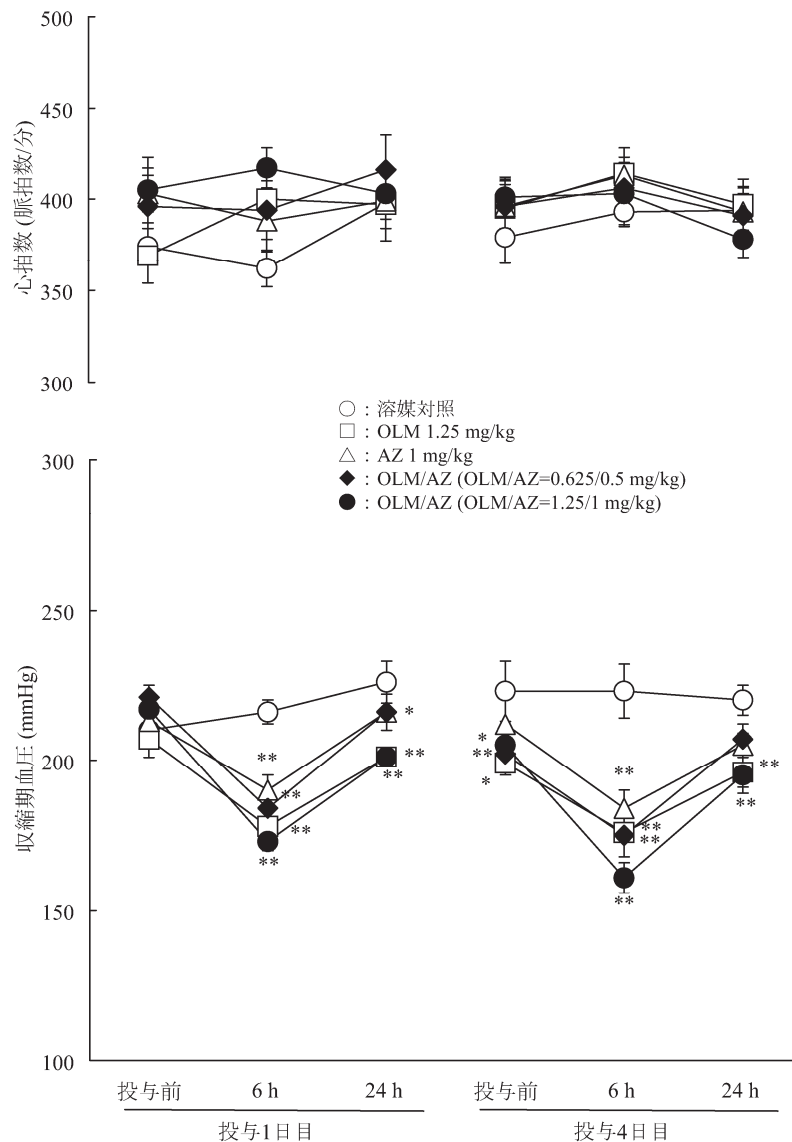 500
450
400
350
300
心拍数 (脈拍数/分)
○ : 溶媒対照
□ : OLM 1.25 mg/kg
△ : AZ 1 mg/kg
◆ : OLM/AZ (OLM/AZ=0.625/0.5 mg/kg)
● : OLM/AZ (OLM/AZ=1.25/1 mg/kg)
300
250
200
150
100
収縮期血圧 (mmHg)
**
**
**
**
*
**
**
*
**
*
**
**
**
**
**
**
投与前 6 h 24 h 投与前 6 h 24 h
投与1日目 投与4日目